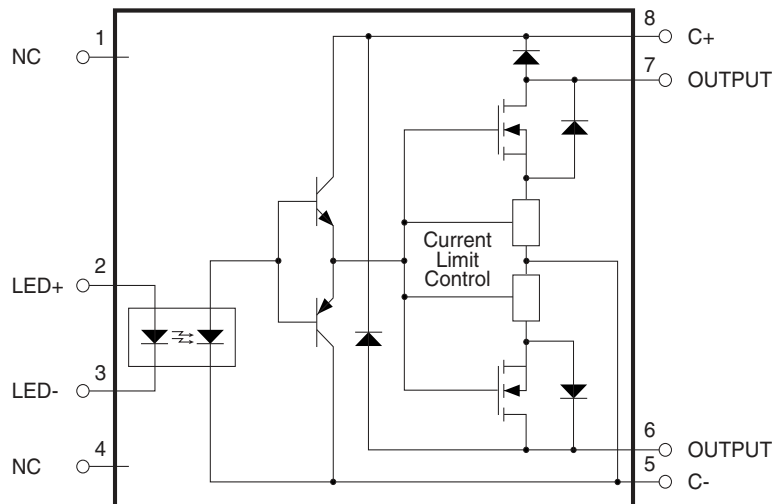 1
NC
2
LED+
3
LED-
4
NC
8
C+
7
OUTPUT
Current
Limit
Control
6
OUTPUT
5
C-